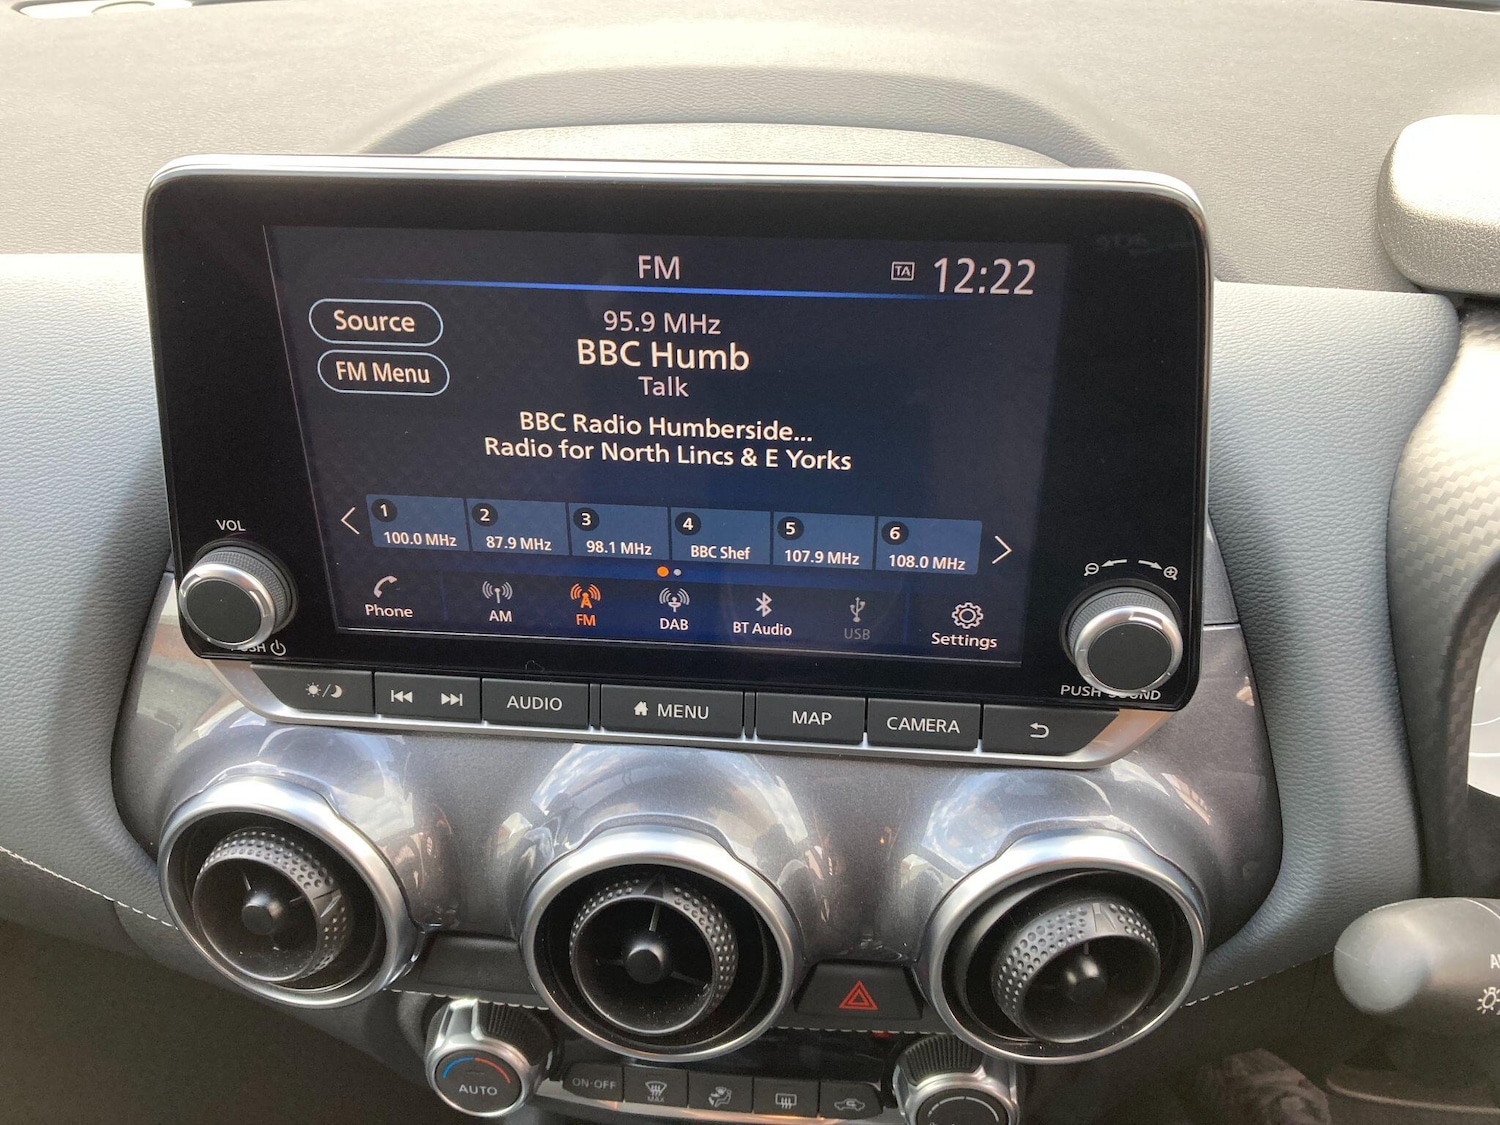 FM
TA 12:22
Source
95.9 MHz
BBC Humb
FM Menu
Talk
BBC Radio Humberside...
Radio for North Lincs & E Yorks
1 2 3 4 5 6
100.0 MHz 87.9 MHz 98.1 MHz BBC Shef 107.9 MHz 108.0 MHz
Phone AM FM DAB BT Audio USB Settings
VOL
PUSH
PUSH SOUND
AUDIO MENU MAP CAMERA
AUTO
ON·OFF
MAX